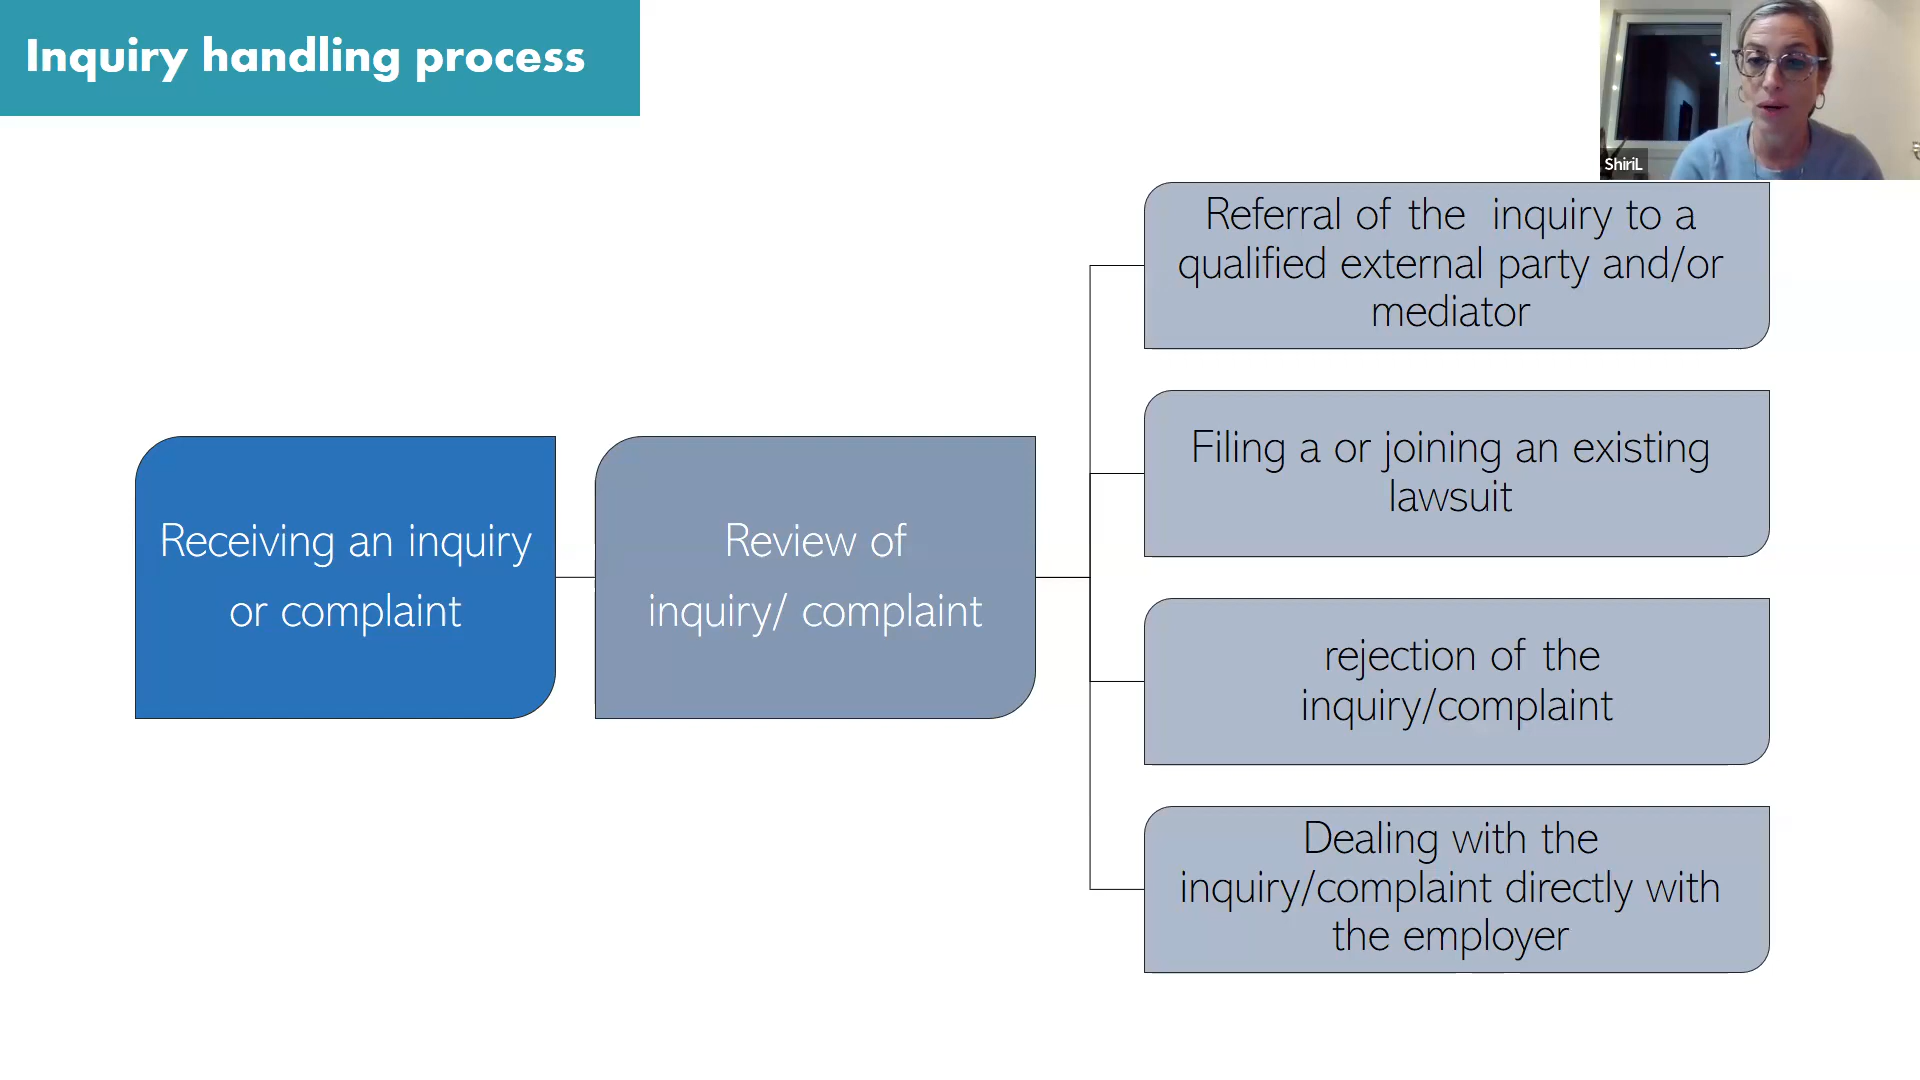 Inquiry handling process
ShiriL
Receiving an inquiry
or complaint
Review of
inquiry/ complaint
Referral of the inquiry to a
qualified external party and/or
mediator
Filing a or joining an existing
lawsuit
rejection of the
inquiry/complaint
Dealing with the
inquiry/complaint directly with
the employer